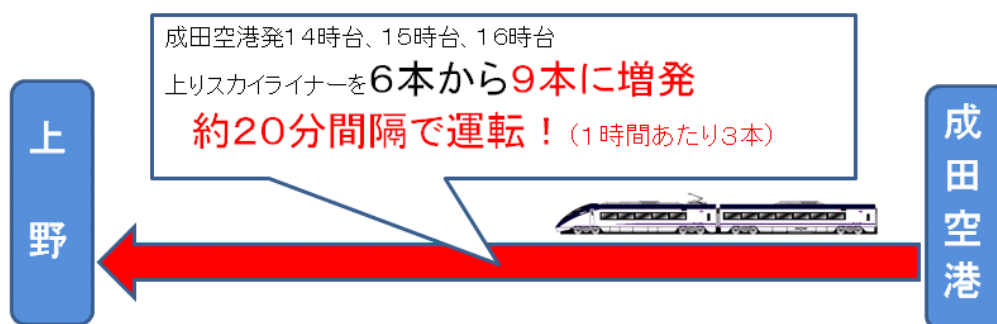 成田空港発14時台、15時台、16時台
上りスカイライナーを6本から9本に増発
約20分間隔で運転！（1時間あたり3本）
上野
成田空港